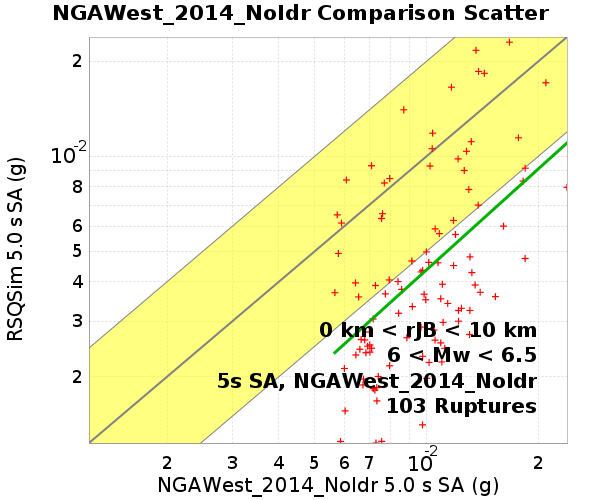 NGAWest_2014_NoIdr Comparison Scatter
RSQSim 5.0 s SA (g)
2
10-2
8
6
5
4
3
2
0 km < rJB < 10 km
6 < Mw < 6.5
5s SA, NGAWest_2014_NoIdr
103 Ruptures
2 3 4 5 6 7 10-2 2
NGAWest_2014_NoIdr 5.0 s SA (g)